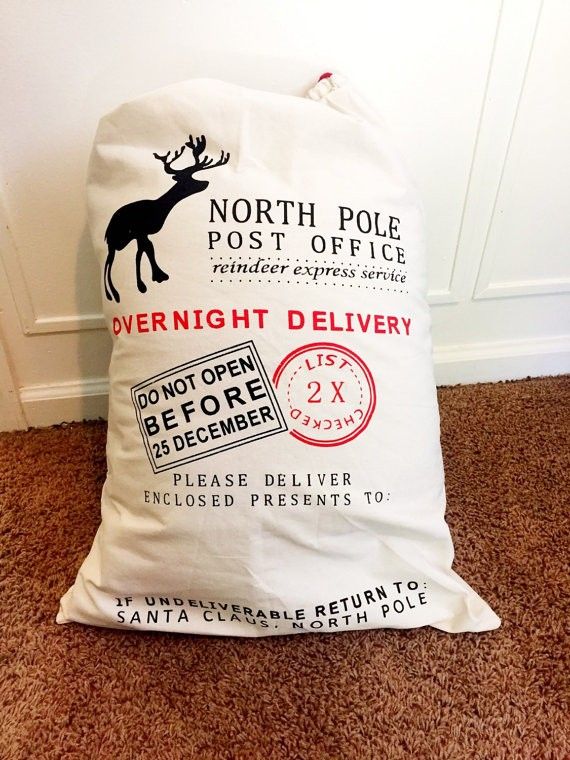 NORTH POLE
POST OFFICE
reindeer express service
OVERNIGHT DELIVERY
DO NOT OPEN
BEFORE
25 DECEMBER
LIST
2 X
CHECKED
PLEASE DELIVER
ENCLOSED PRESENTS TO:
IF UNDELIVERABLE RETURN TO:
SANTA CLAUS, NORTH POLE